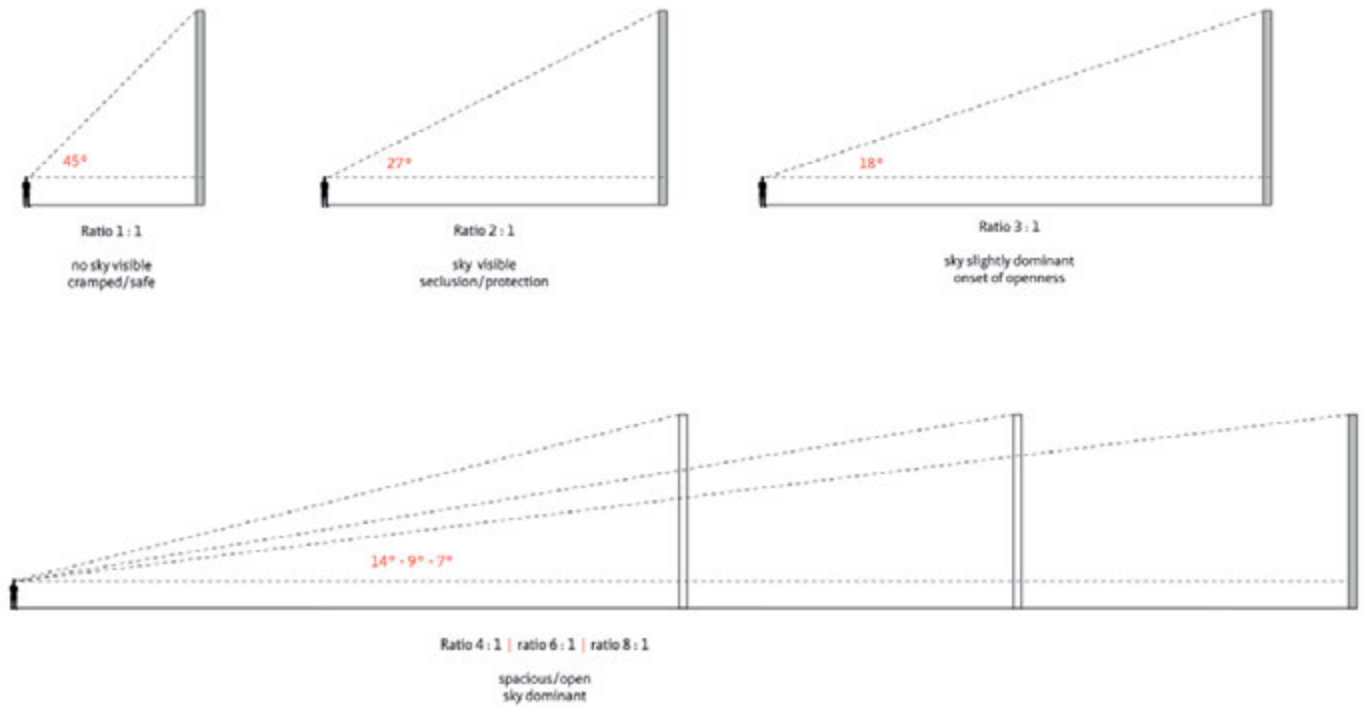 45°
27°
18°
Ratio 1 : 1
no sky visible
cramped/safe
Ratio 2 : 1
sky visible
seclusion/protection
Ratio 3 : 1
sky slightly dominant
onset of openness
14° - 9° - 7°
Ratio 4 : 1 | ratio 6 : 1 | ratio 8 : 1
spacious/open
sky dominant